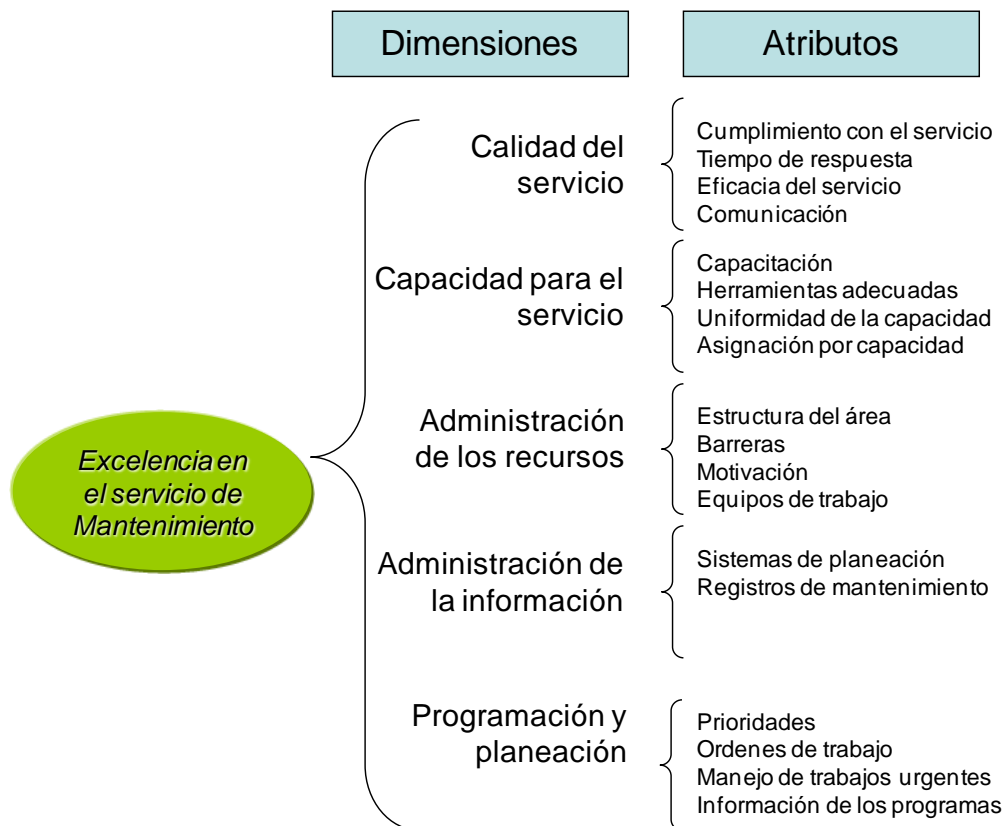 Dimensiones
Atributos
Calidad del
servicio
Cumplimiento con el servicio
Tiempo de respuesta
Eficacia del servicio
Comunicación
Capacidad para el
servicio
Capacitación
Herramientas adecuadas
Uniformidad de la capacidad
Asignación por capacidad
Excelencia en
el servicio de
Mantenimiento
Administración
de los recursos
Estructura del área
Barreras
Motivación
Equipos de trabajo
Administración de
la información
Sistemas de planeación
Registros de mantenimiento
Programación y
planeación
Prioridades
Ordenes de trabajo
Manejo de trabajos urgentes
Información de los programas